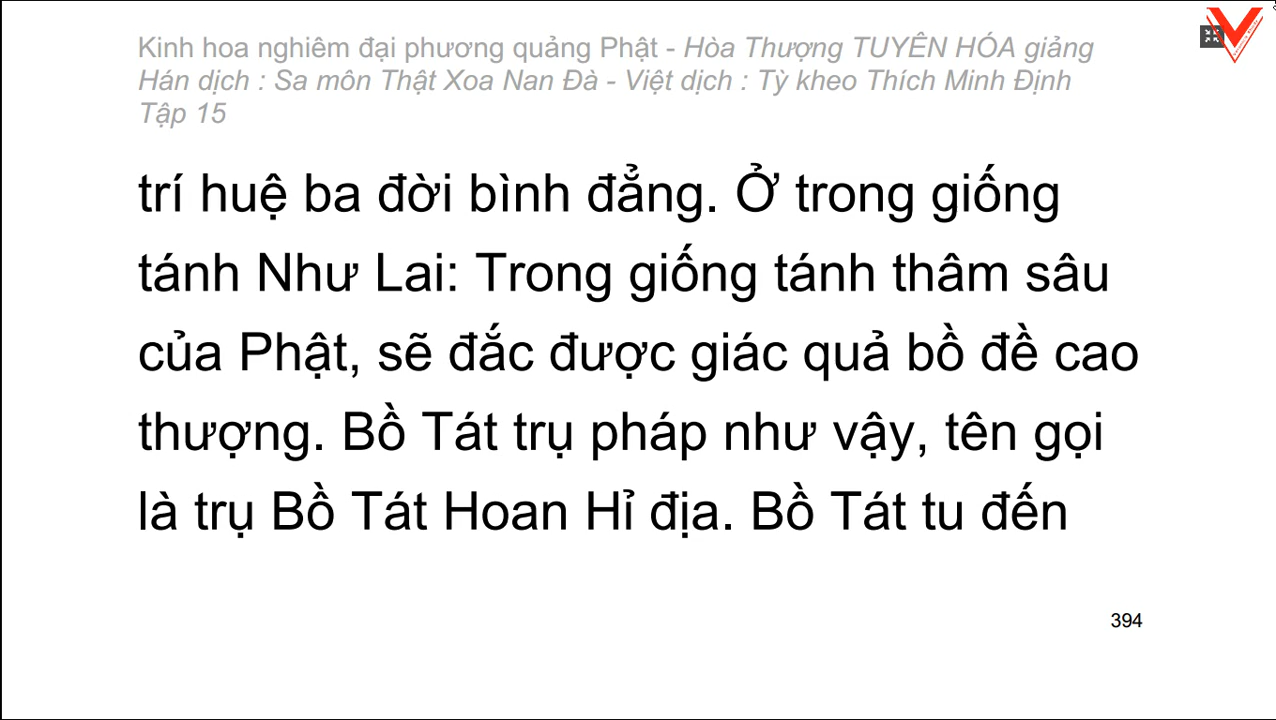 Kinh hoa nghiêm đại phương quảng Phật - Hòa Thượng TUYÊN HÓA giảng
Hán dịch : Sa môn Thật Xoa Nan Đà - Việt dịch : Tỳ kheo Thích Minh Định
Tập 15
trí huệ ba đời bình đẳng. Ở trong giống
tánh Như Lai: Trong giống tánh thâm sâu
của Phật, sẽ đắc được giác quả bồ đề cao
thượng. Bồ Tát trụ pháp như vậy, tên gọi
là trụ Bồ Tát Hoan Hỉ địa. Bồ Tát tu đến
394